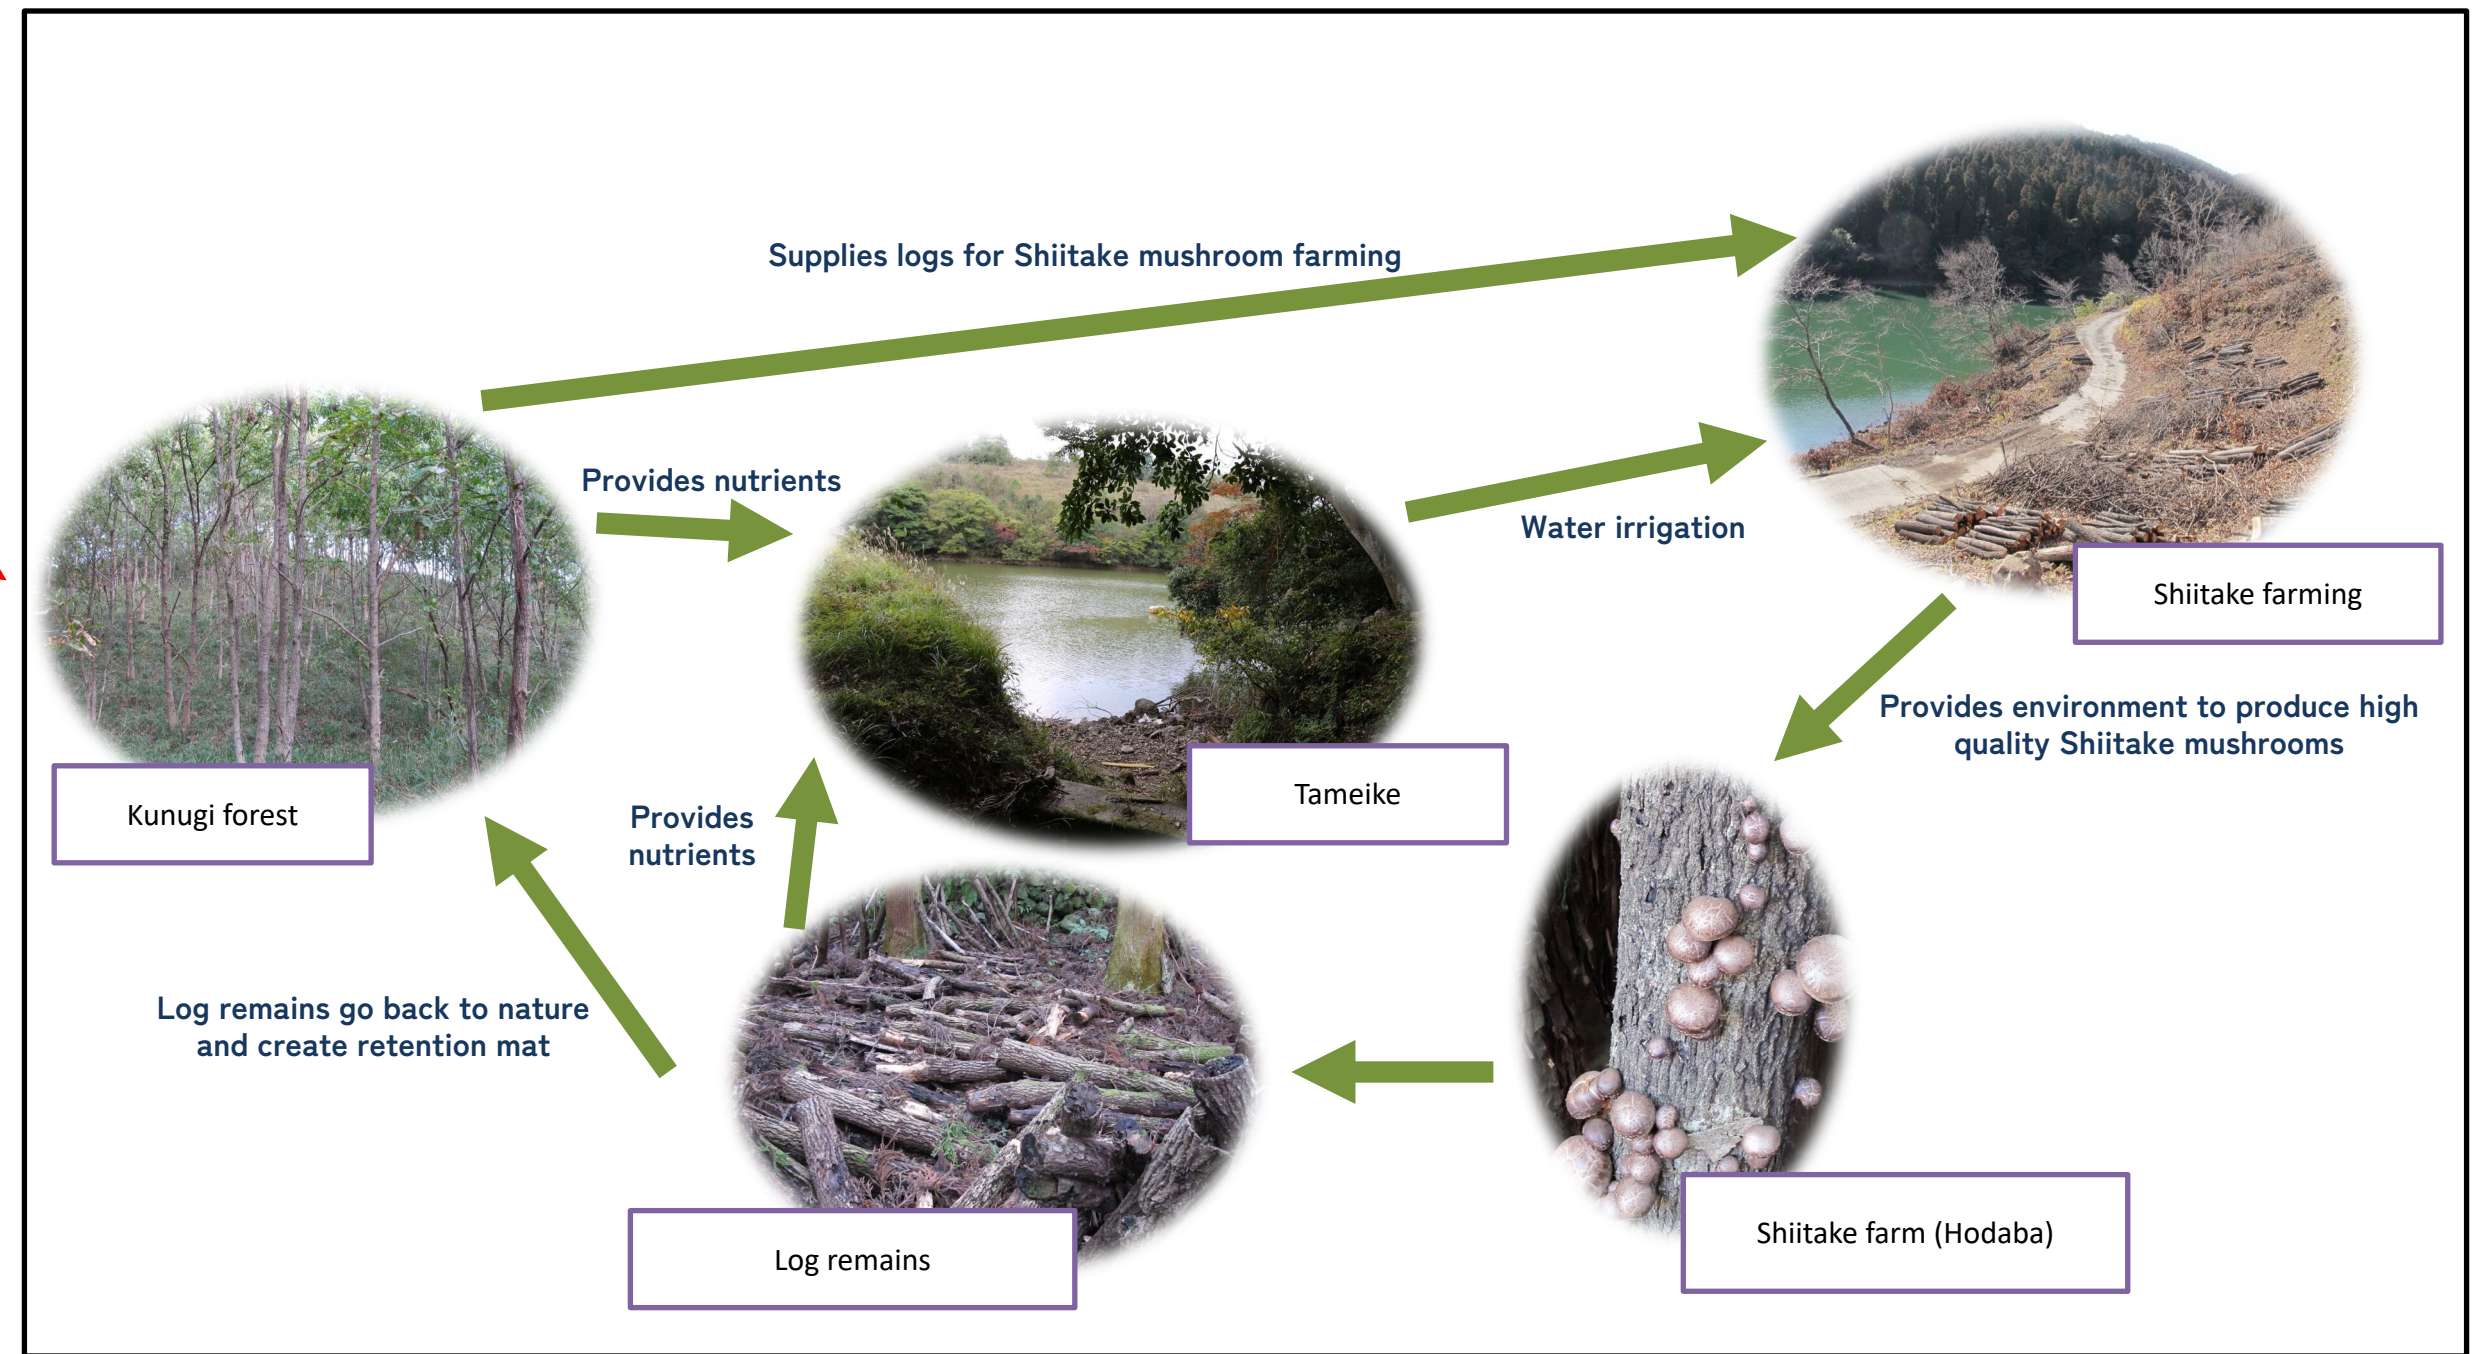 Supplies logs for Shiitake mushroom farming
Provides nutrients
Water irrigation
Shiitake farming
Provides environment to produce high
quality Shiitake mushrooms
Tameike
Kunugi forest
Provides
nutrients
Log remains go back to nature
and create retention mat
Log remains
Shiitake farm (Hodaba)